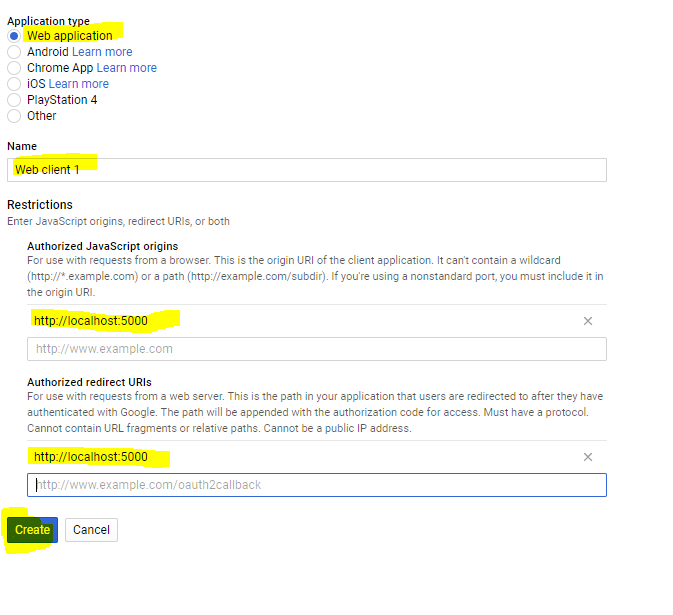 Application type
Web application
Android Learn more
Chrome App Learn more
iOS Learn more
PlayStation 4
Other
Name
Web client 1
Restrictions
Enter JavaScript origins, redirect URIs, or both
Authorized JavaScript origins
For use with requests from a browser. This is the origin URI of the client application. It can't contain a wildcard
(http://*.example.com) or a path (http://example.com/subdir). If you're using a nonstandard port, you must include it in
the origin URI.
http://localhost:5000
http://www.example.com
Authorized redirect URIs
For use with requests from a web server. This is the path in your application that users are redirected to after they have
authenticated with Google. The path will be appended with the authorization code for access. Must have a protocol.
Cannot contain URL fragments or relative paths. Cannot be a public IP address.
http://localhost:5000
http://www.example.com/oauth2callback
Create Cancel